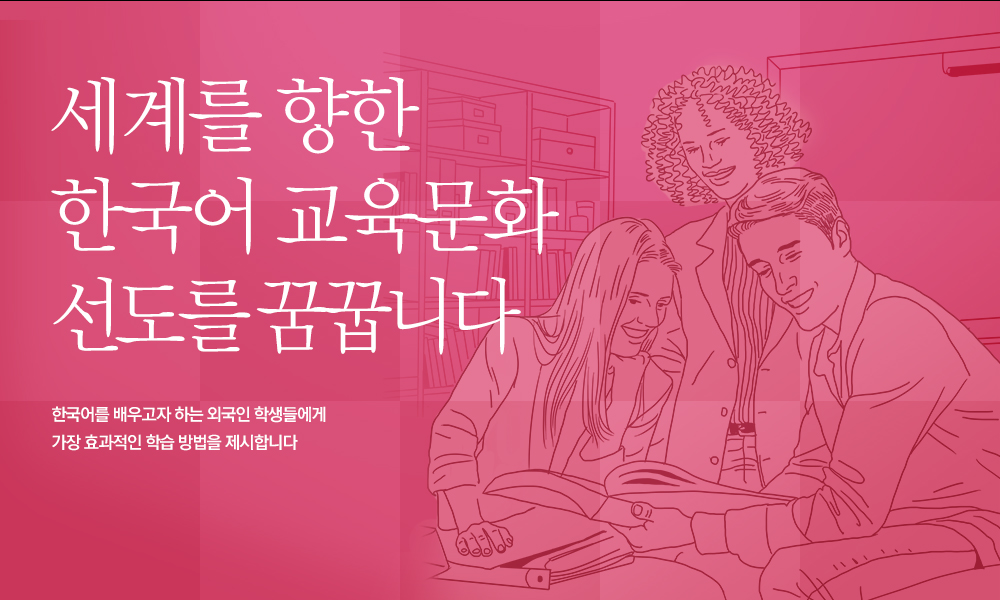 세계를 향한
한국어 교육문화
선도를 꿈꿉니다
한국어를 배우고자 하는 외국인 학생들에게
가장 효과적인 학습 방법을 제시합니다